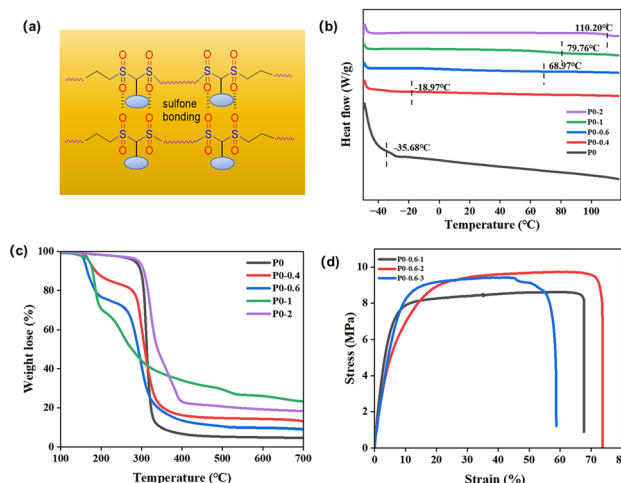 (a)
O O O O
S S S S
O O O O
sulfone
bonding
O O O O
S S S S
O O O O
(b)
110.20℃
79.76℃
68.97℃
-18.97℃
-35.68℃
P0-2
P0-1
P0-0.6
P0-0.4
P0
Heat flow (W/g)
−40 −20 0 20 40 60 80 100
Temperature (℃)
(c)
P0
P0-0.4
P0-0.6
P0-1
P0-2
Weight lose (%)
100
80
60
40
20
0
100 200 300 400 500 600 700
Temperature (℃)
(d)
P0-0.6-1
P0-0.6-2
P0-0.6-3
Stress (MPa)
10
8
6
4
2
0
0 10 20 30 40 50 60 70
Strain (%)